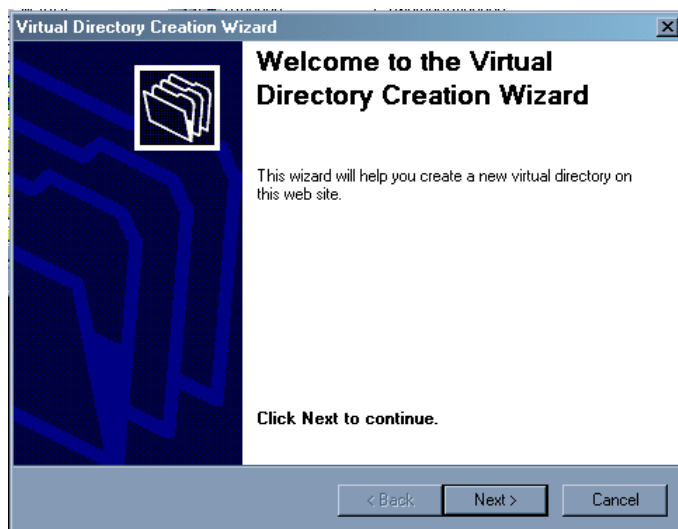 Virtual Directory Creation Wizard
Welcome to the Virtual
Directory Creation Wizard
This wizard will help you create a new virtual directory on
this web site.
Click Next to continue.
< Back
Next >
Cancel